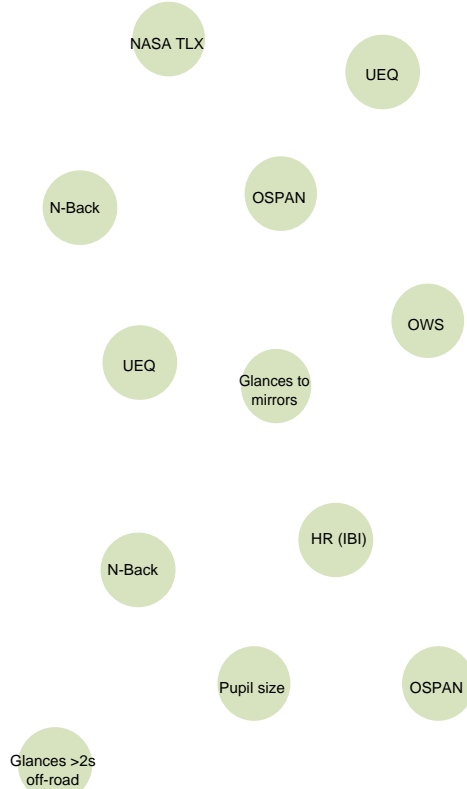 NASA TLX
UEQ
OSPAN
N-Back
OWS
UEQ
Glances to
mirrors
HR (IBI)
N-Back
Pupil size
OSPAN
Glances >2s
off-road